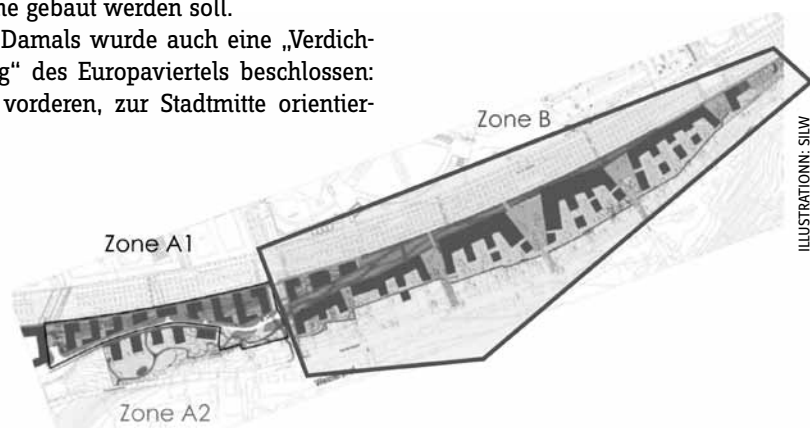 ne gebaut werden soll.
Damals wurde auch eine „Verdich-
g“ des Europaviertels beschlossen:
vorderen, zur Stadtmitte orientier-
Zone B
Zone A1
Zone A2
ILLUSTRATIONN: SILW